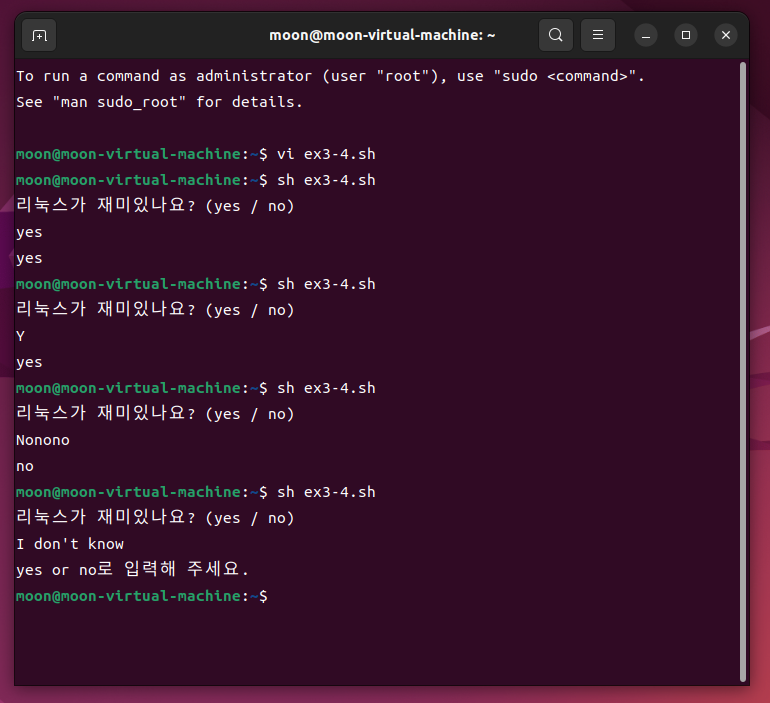 moon@moon-virtual-machine: ~
To run a command as administrator (user "root"), use "sudo <command>".
See "man sudo_root" for details.
moon@moon-virtual-machine:~$ vi ex3-4.sh
moon@moon-virtual-machine:~$ sh ex3-4.sh
리눅스가 재미있나요? (yes / no)
yes
yes
moon@moon-virtual-machine:~$ sh ex3-4.sh
리눅스가 재미있나요? (yes / no)
Y
yes
moon@moon-virtual-machine:~$ sh ex3-4.sh
리눅스가 재미있나요? (yes / no)
Nonono
no
moon@moon-virtual-machine:~$ sh ex3-4.sh
리눅스가 재미있나요? (yes / no)
I don't know
yes or no로 입력해 주세요.
moon@moon-virtual-machine:~$